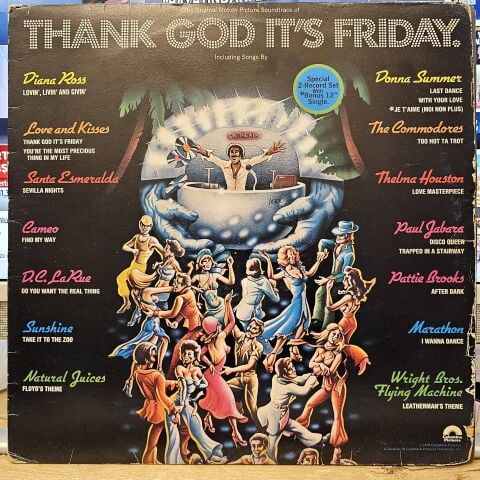 The Original Motion Picture Soundtrack of
THANK GOD IT'S FRIDAY.
Including Songs By
Special
2-Record Set
With
*Bonus 12"
Single.
Diana Ross
LOVIN', LIVIN' AND GIVIN'
Love and Kisses
THANK GOD IT'S FRIDAY
YOU'RE THE MOST PRECIOUS
THING IN MY LIFE
Santa Esmeralda
SEVILLA NIGHTS
Cameo
FIND MY WAY
D.C. LaRue
DO YOU WANT THE REAL THING
Sunshine
TAKE IT TO THE ZOO
Natural Juices
FLOYD'S THEME
Donna Summer
LAST DANCE
WITH YOUR LOVE
*JE T'AIME (MOI NON PLUS)
The Commodores
TOO HOT TA TROT
Thelma Houston
LOVE MASTERPIECE
Paul Jabara
DISCO QUEEN
TRAPPED IN A STAIRWAY
Pattie Brooks
AFTER DARK
Marathon
I WANNA DANCE
Wright Bros.
Flying Machine
LEATHERMAN'S THEME
Columbia
Pictures